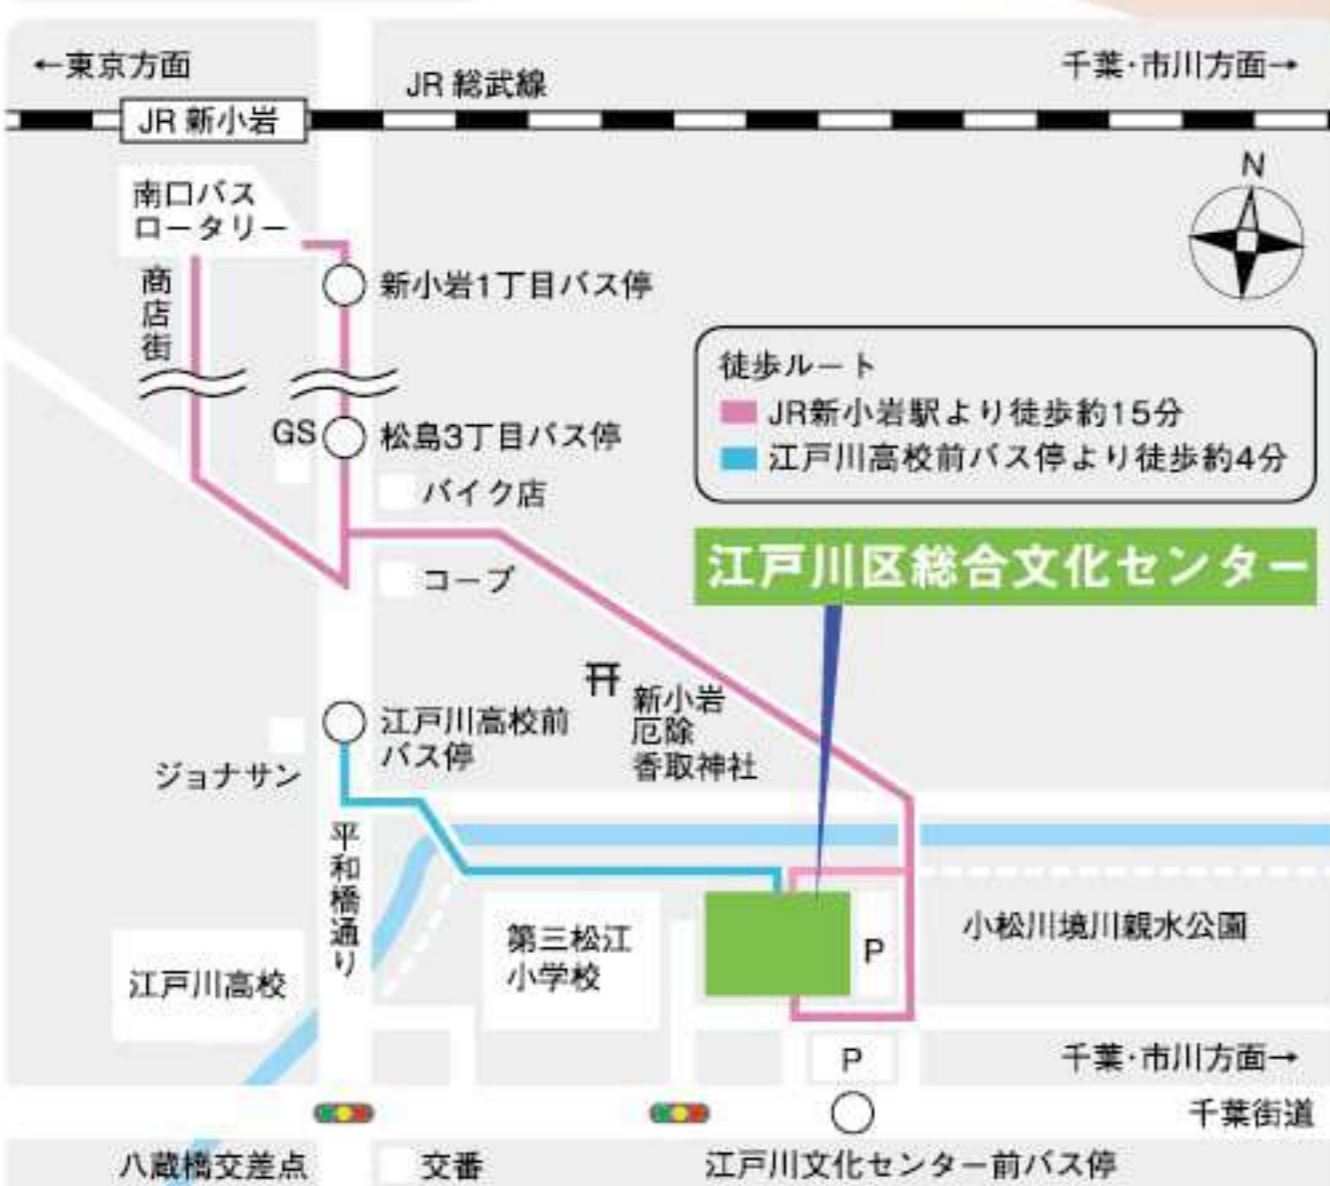 ←東京方面
千葉・市川方面→
JR 総武線
JR 新小岩
N
南口バス
ロータリー
商店街
新小岩1丁目バス停
徒歩ルート
JR新小岩駅より徒歩約15分
江戸川高校前バス停より徒歩約4分
GS
松島3丁目バス停
バイク店
江戸川区総合文化センター
コープ
新小岩
厄除
香取神社
江戸川高校前
バス停
ジョナサン
平和橋通り
第三松江
小学校
P
小松川境川親水公園
江戸川高校
P
千葉・市川方面→
千葉街道
八蔵橋交差点
交番
江戸川文化センター前バス停